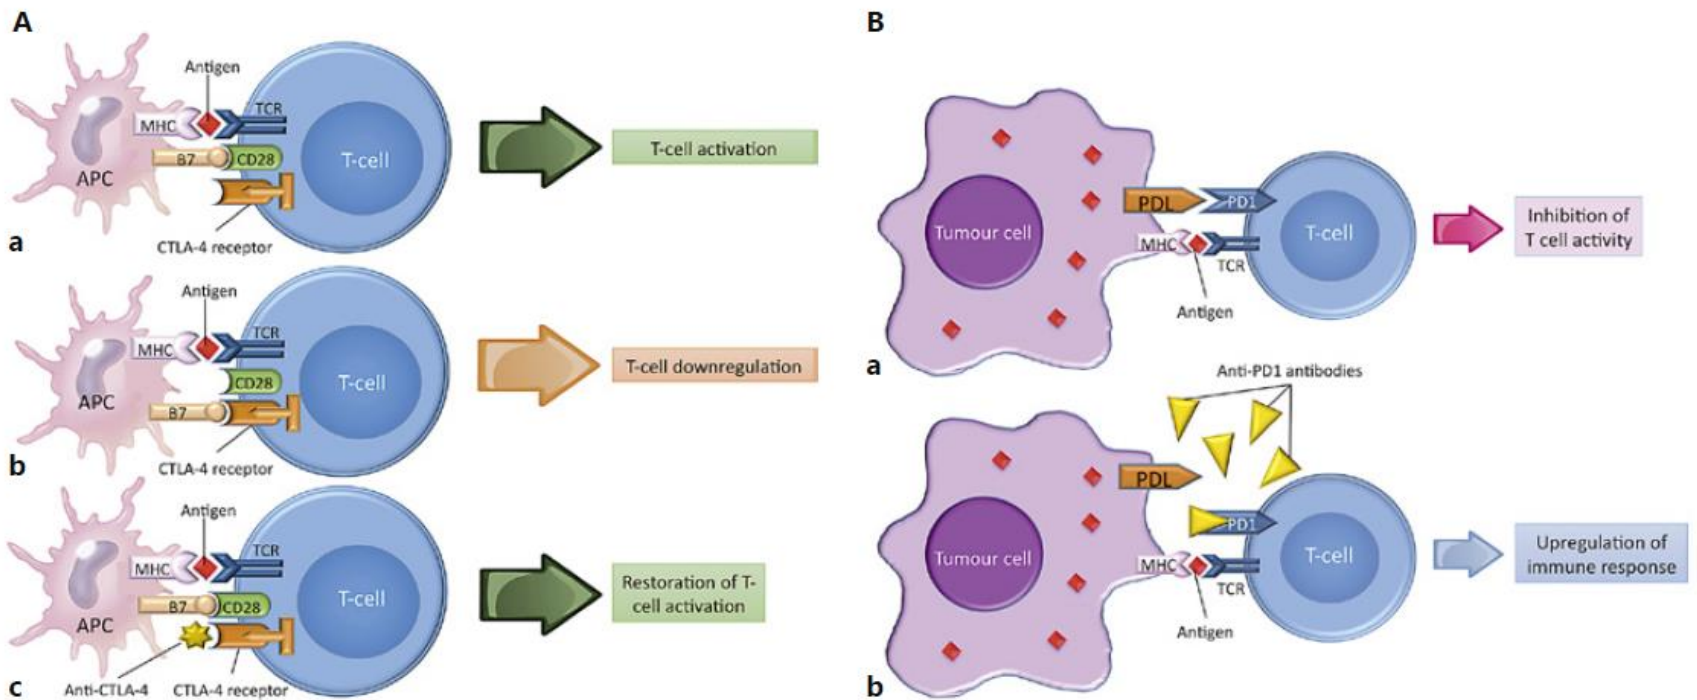 A
Antigen
TCR
MHC
B7
CD28
T-cell
APC
CTLA-4 receptor
T-cell activation
a
Antigen
TCR
MHC
CD28
T-cell
APC
B7
CTLA-4 receptor
T-cell downregulation
b
Antigen
TCR
MHC
B7
CD28
T-cell
APC
Anti-CTLA-4
CTLA-4 receptor
Restoration of T-
cell activation
c
B
PDL
PD1
Tumour cell
T-cell
MHC
TCR
Antigen
Inhibition of
T cell activity
a
Anti-PD1 antibodies
PDL
PD1
Tumour cell
T-cell
MHC
TCR
Antigen
Upregulation of
immune response
b